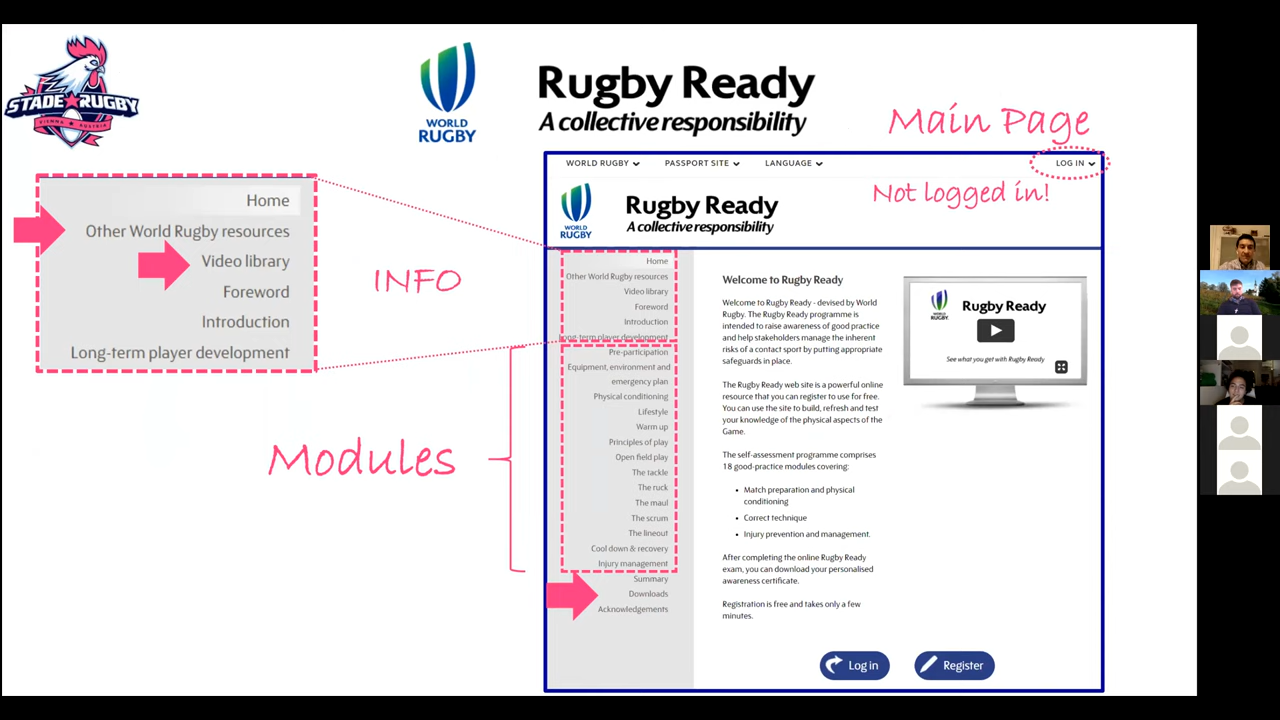 STADE RUGBY
VIENNA AUSTRIA
WORLD
RUGBY
Rugby Ready
A collective responsibility
Main Page
Home
Other World Rugby resources
Video library
Foreword
Introduction
Long-term player development
INFO
Modules
WORLD RUGBY
PASSPORT SITE
LANGUAGE
LOG IN
Not logged in!
WORLD
RUGBY
Rugby Ready
A collective responsibility
Home
Other World Rugby resources
Video library
Foreword
Introduction
Long-term player development
Pre-participation
Equipment, environment and
emergency plan
Physical conditioning
Lifestyle
Warm up
Principles of play
Open field play
The tackle
The ruck
The maul
The scrum
The lineout
Cool down & recovery
Injury management
Summary
Downloads
Acknowledgements
Welcome to Rugby Ready
Welcome to Rugby Ready - devised by World
Rugby. The Rugby Ready programme is
intended to raise awareness of good practice
and help stakeholders manage the inherent
risks of a contact sport by putting appropriate
safeguards in place.
The Rugby Ready web site is a powerful online
resource that you can register to use for free.
You can use the site to build, refresh and test
your knowledge of the physical aspects of the
Game.
The self-assessment programme comprises
18 good-practice modules covering:
• Match preparation and physical
conditioning
• Correct technique
• Injury prevention and management.
After completing the online Rugby Ready
exam, you can download your personalised
awareness certificate.
Registration is free and takes only a few
minutes.
WORLD
RUGBY
Rugby Ready
See what you get with Rugby Ready
Log in
Register